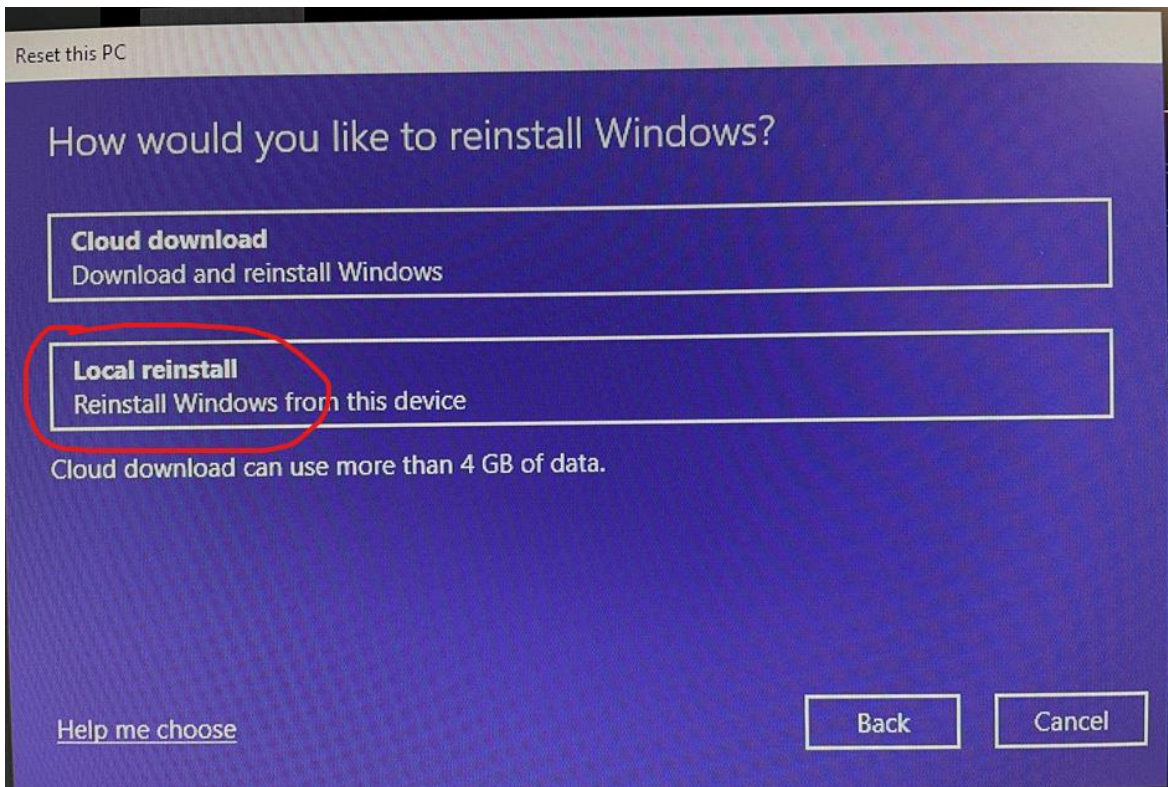 Reset this PC
How would you like to reinstall Windows?
Cloud download
Download and reinstall Windows
Local reinstall
Reinstall Windows from this device
Cloud download can use more than 4 GB of data.
Help me choose
Back
Cancel